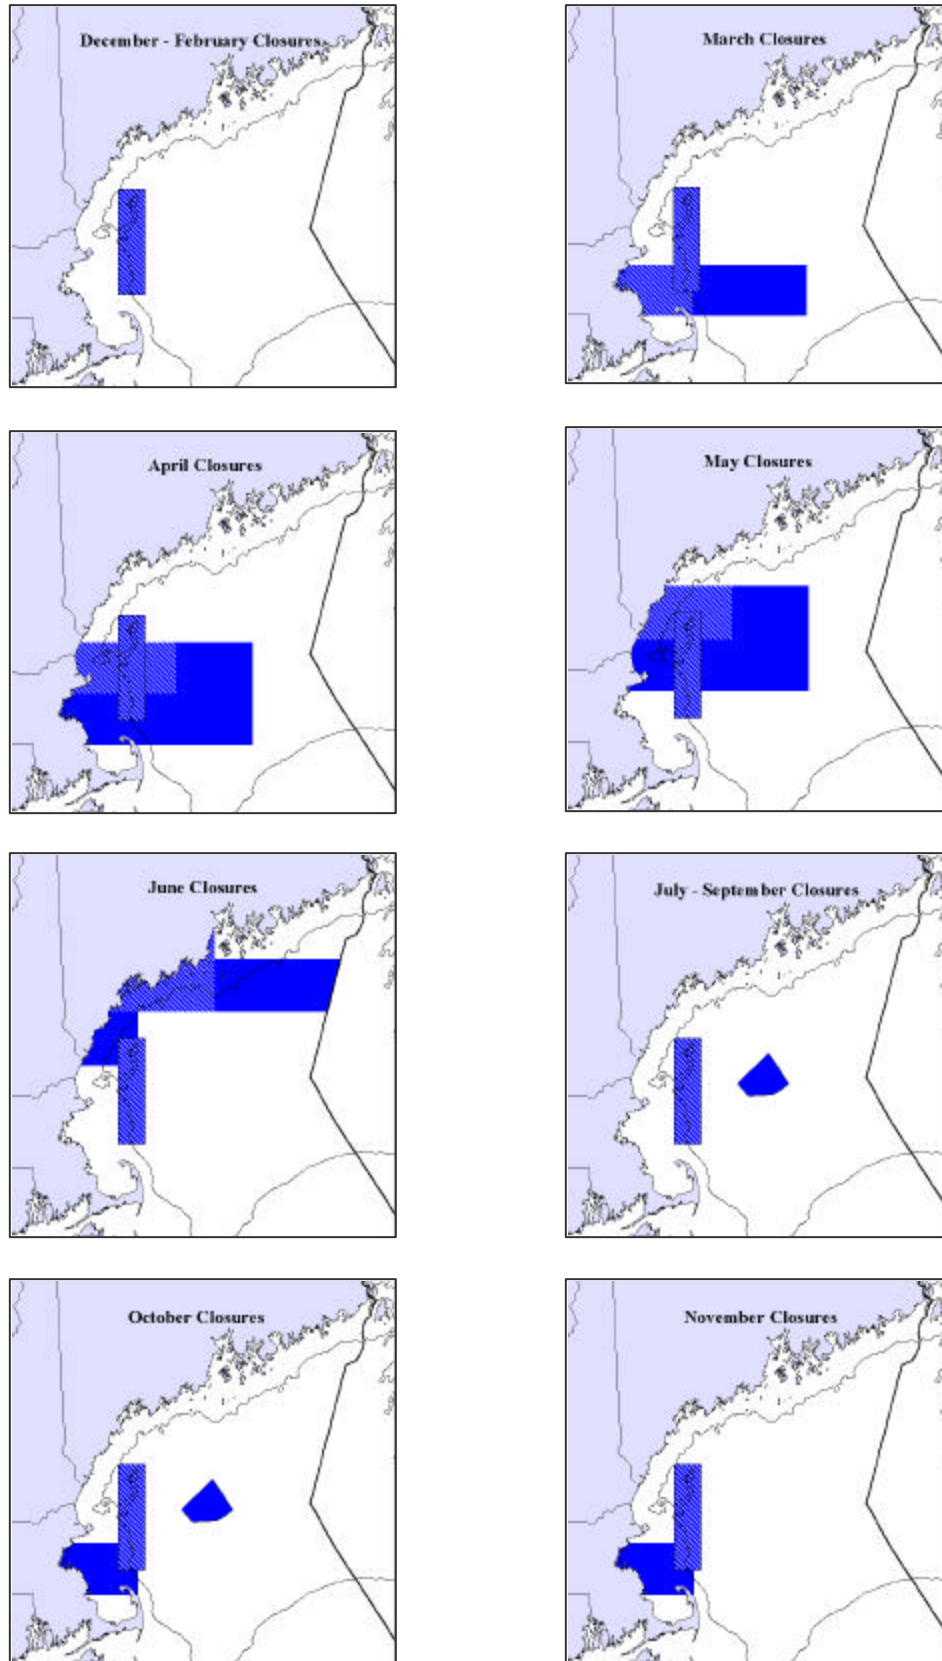 December - February Closures
March Closures
April Closures
May Closures
June Closures
July - September Closures
October Closures
November Closures